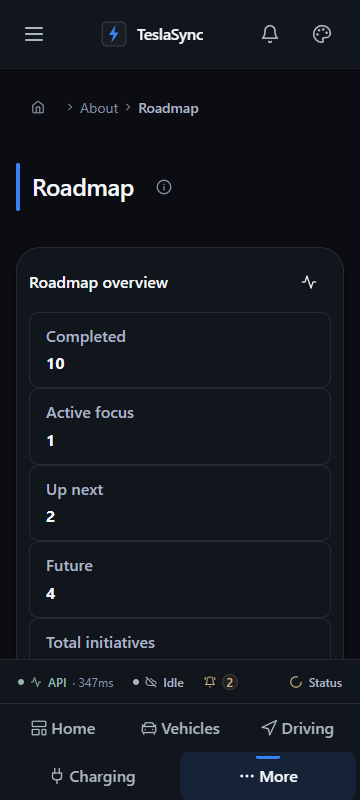 TeslaSync
About Roadmap
Roadmap
Roadmap overview
Completed
10
Active focus
1
Up next
2
Future
4
Total initiatives
API · 347ms Idle 2 Status
Home Vehicles Driving
Charging More